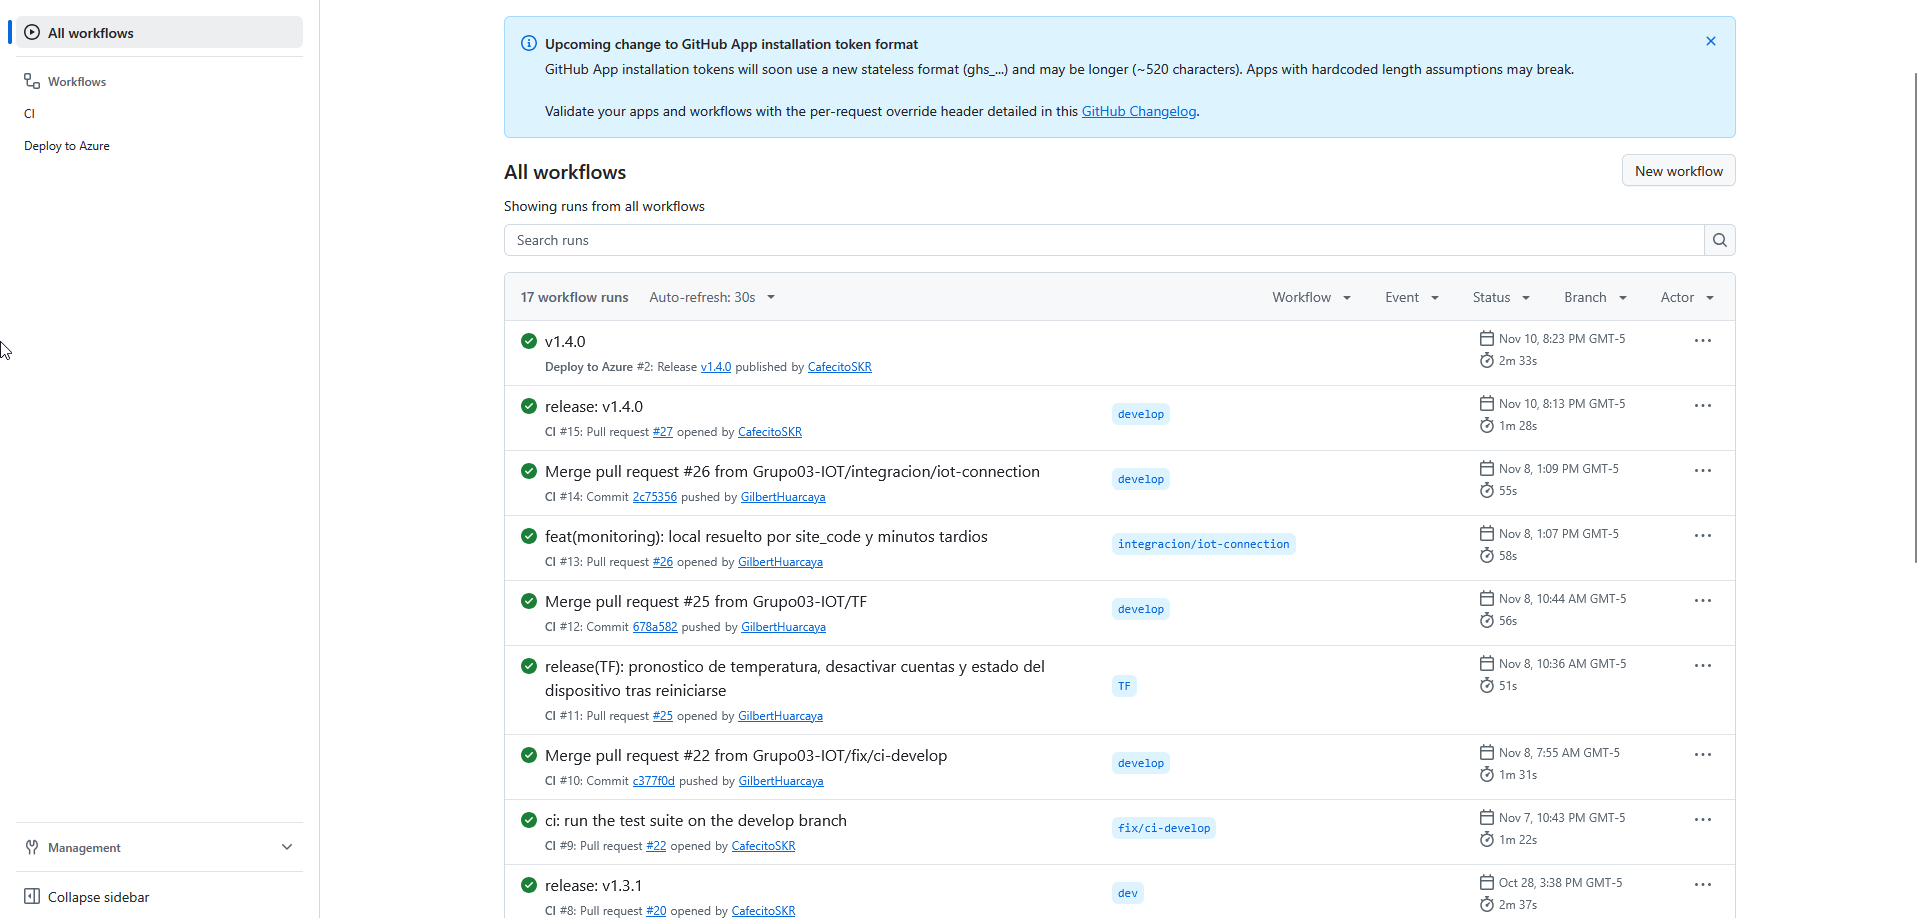 All workflows
Workflows
CI
Deploy to Azure
Management
Collapse sidebar
Upcoming change to GitHub App installation token format
GitHub App installation tokens will soon use a new stateless format (ghs_...) and may be longer (~520 characters). Apps with hardcoded length assumptions may break.
Validate your apps and workflows with the per-request override header detailed in this GitHub Changelog.
All workflows
New workflow
Showing runs from all workflows
Search runs
17 workflow runs Auto-refresh: 30s Workflow Event Status Branch Actor
v1.4.0
Nov 10, 8:23 PM GMT-5
Deploy to Azure #2: Release v1.4.0 published by CafecitoSKR
2m 33s
release: v1.4.0
develop
Nov 10, 8:13 PM GMT-5
CI #15: Pull request #27 opened by CafecitoSKR
1m 28s
Merge pull request #26 from Grupo03-IOT/integracion/iot-connection
develop
Nov 8, 1:09 PM GMT-5
CI #14: Commit 2c75356 pushed by GilbertHuarcaya
55s
feat(monitoring): local resuelto por site_code y minutos tardios
integracion/iot-connection
Nov 8, 1:07 PM GMT-5
CI #13: Pull request #26 opened by GilbertHuarcaya
58s
Merge pull request #25 from Grupo03-IOT/TF
develop
Nov 8, 10:44 AM GMT-5
CI #12: Commit 678a582 pushed by GilbertHuarcaya
56s
release(TF): pronostico de temperatura, desactivar cuentas y estado del
dispositivo tras reiniciarse
TF
Nov 8, 10:36 AM GMT-5
CI #11: Pull request #25 opened by GilbertHuarcaya
51s
Merge pull request #22 from Grupo03-IOT/fix/ci-develop
develop
Nov 8, 7:55 AM GMT-5
CI #10: Commit c377f0d pushed by GilbertHuarcaya
1m 31s
ci: run the test suite on the develop branch
fix/ci-develop
Nov 7, 10:43 PM GMT-5
CI #9: Pull request #22 opened by CafecitoSKR
1m 22s
release: v1.3.1
dev
Oct 28, 3:38 PM GMT-5
CI #8: Pull request #20 opened by CafecitoSKR
2m 37s